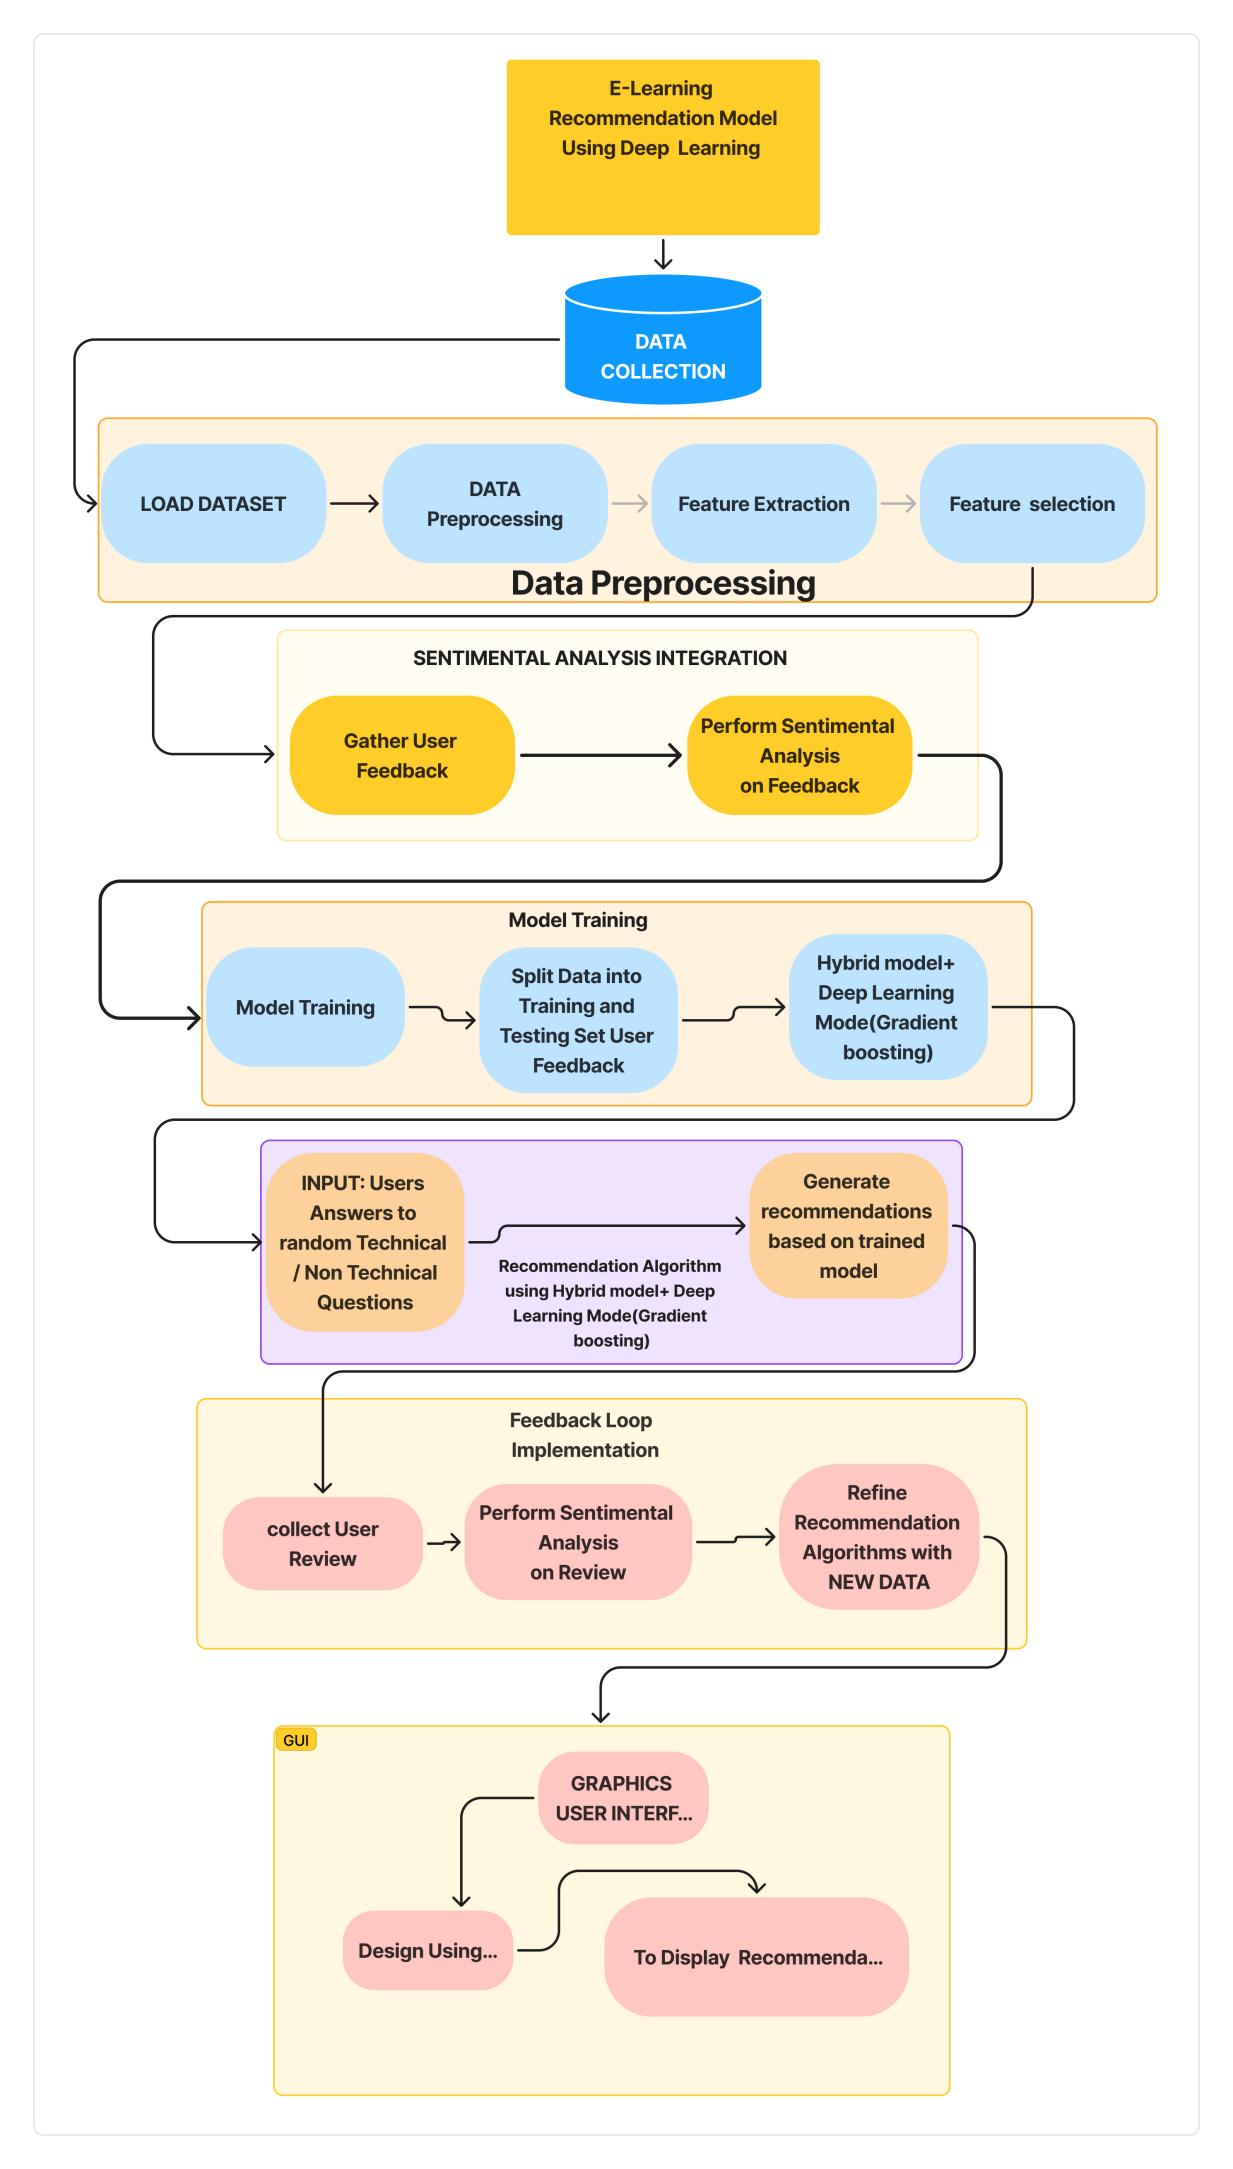 E-Learning
Recommendation Model
Using Deep Learning
DATA
COLLECTION
LOAD DATASET
DATA
Preprocessing
Feature Extraction
Feature selection
Data Preprocessing
SENTIMENTAL ANALYSIS INTEGRATION
Gather User
Feedback
Perform Sentimental
Analysis
on Feedback
Model Training
Model Training
Split Data into
Training and
Testing Set User
Feedback
Hybrid model+
Deep Learning
Mode(Gradient
boosting)
INPUT: Users
Answers to
random Technical
/ Non Technical
Questions
Recommendation Algorithm
using Hybrid model+ Deep
Learning Mode(Gradient
boosting)
Generate
recommendations
based on trained
model
Feedback Loop
Implementation
collect User
Review
Perform Sentimental
Analysis
on Review
Refine
Recommendation
Algorithms with
NEW DATA
GUI
GRAPHICS
USER INTERF...
Design Using...
To Display Recommenda...